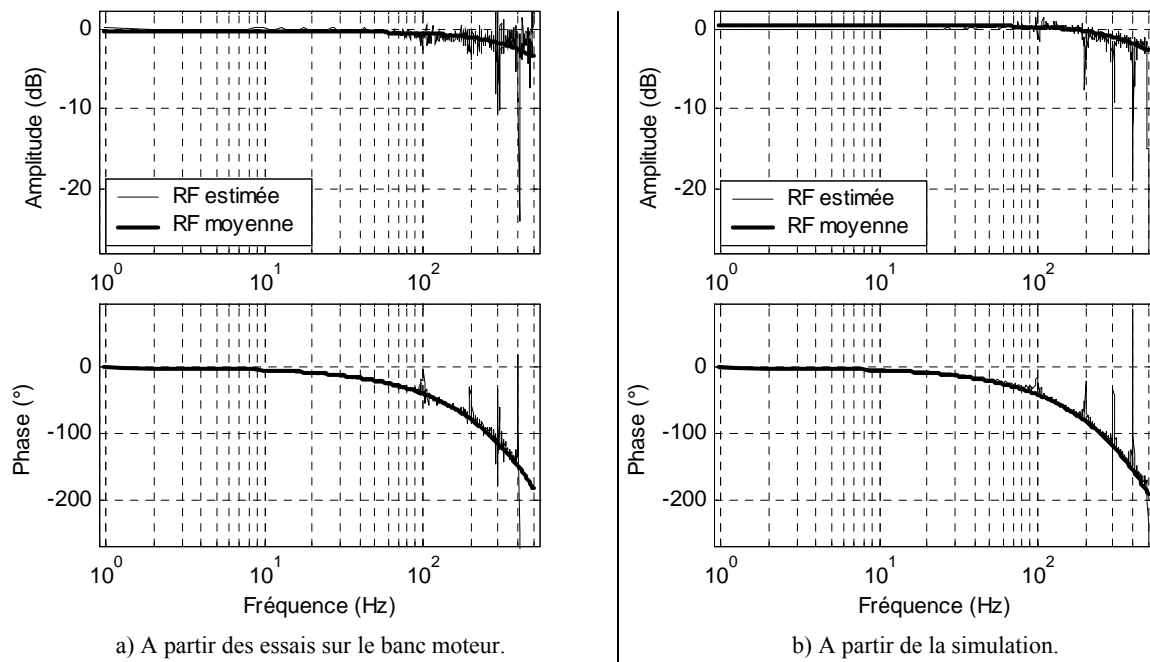 Amplitude (dB)
0
-10
-20
RF estimée
RF moyenne
10^0
10^1
10^2
Phase (°)
0
-100
-200
10^0
10^1
10^2
Fréquence (Hz)
a) A partir des essais sur le banc moteur.
Amplitude (dB)
0
-10
-20
RF estimée
RF moyenne
10^0
10^1
10^2
Phase (°)
0
-100
-200
10^0
10^1
10^2
Fréquence (Hz)
b) A partir de la simulation.